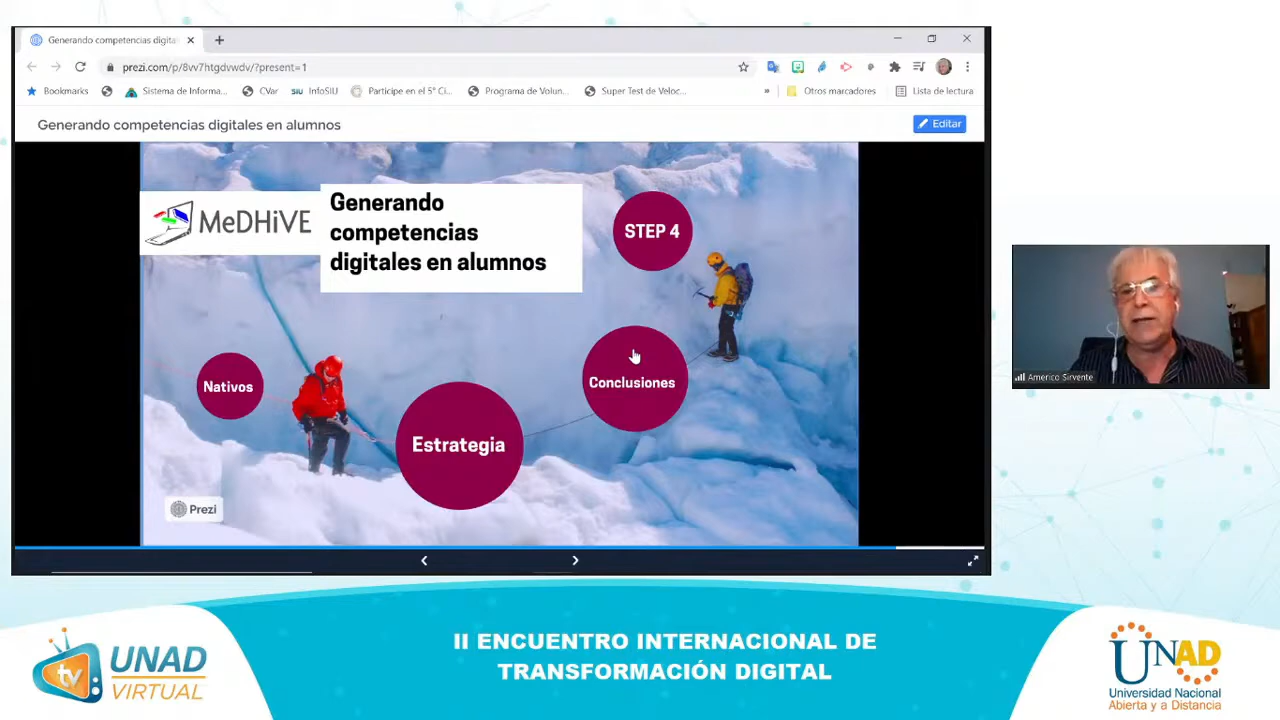 Generando competencias digita
prezi.com/p/8vv7htgdvwdv/?present=1
Bookmarks
Sistema de Informa...
CVar
SIU InfoSIU
Participe en el 5° Ci...
Programa de Volun...
Super Test de Veloc...
»
Otros marcadores
Lista de lectura
Generando competencias digitales en alumnos
Editar
MeDHiVE
Generando
competencias
digitales en alumnos
STEP 4
Nativos
Conclusiones
Estrategia
Prezi
Americo Sirvente
tv
UNAD
VIRTUAL
II ENCUENTRO INTERNACIONAL DE
TRANSFORMACIÓN DIGITAL
UNAD
Universidad Nacional
Abierta y a Distancia